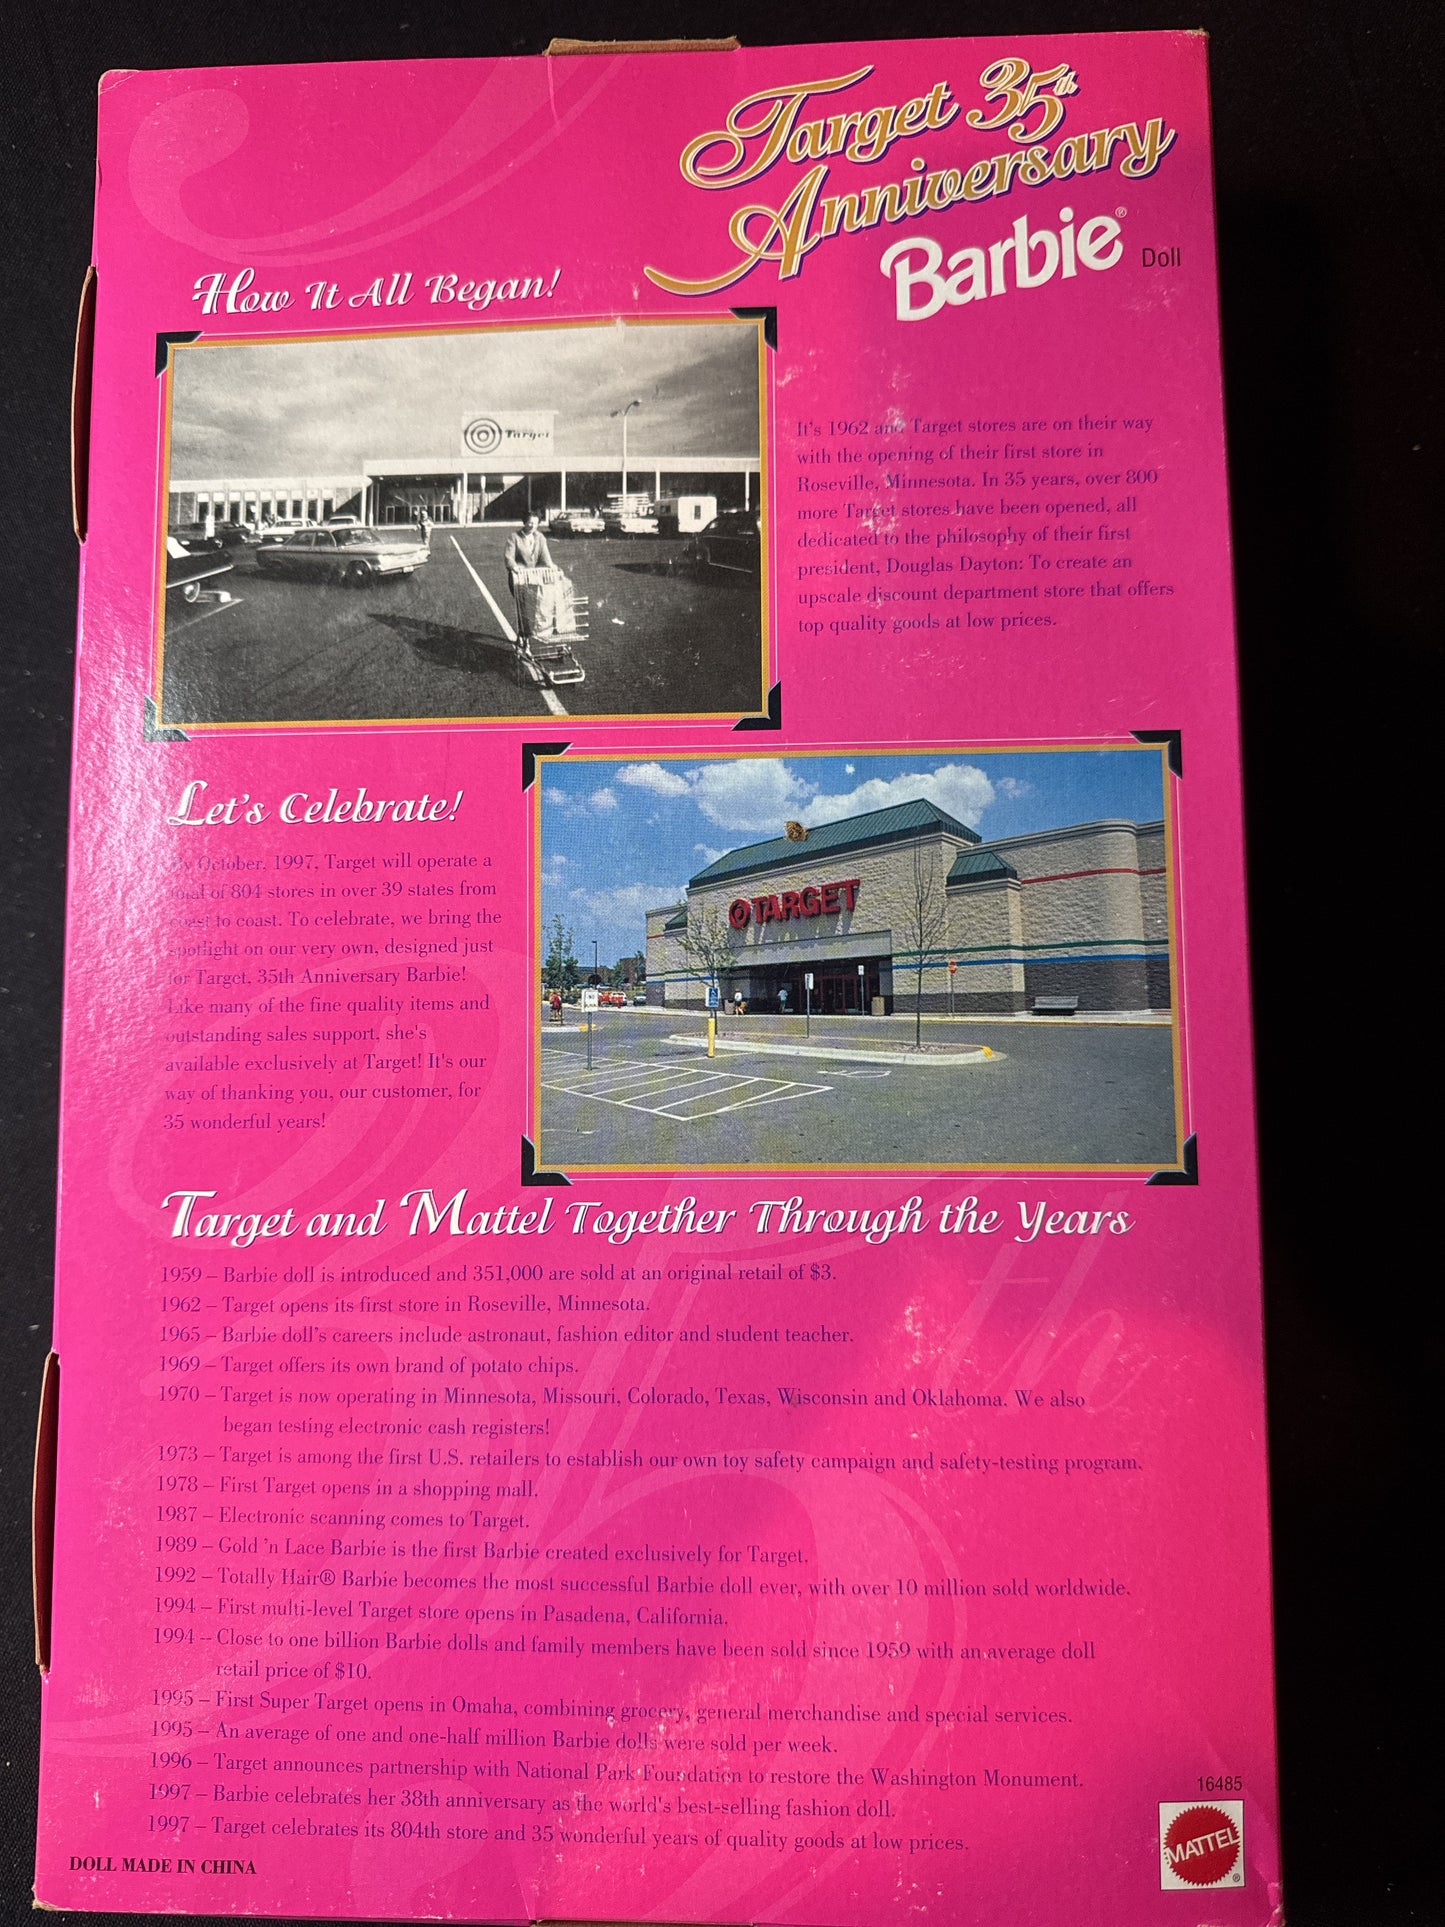 Target 35th
Anniversary
Barbie® Doll
How It All Began!
Target
It's 1962 and Target stores are on their way
with the opening of their first store in
Roseville, Minnesota. In 35 years, over 800
more Target stores have been opened, all
dedicated to the philosophy of their first
president, Douglas Dayton: To create an
upscale discount department store that offers
top quality goods at low prices.
Let's Celebrate!
By October, 1997, Target will operate a
total of 804 stores in over 39 states from
coast to coast. To celebrate, we bring the
spotlight on our very own, designed just
for Target, 35th Anniversary Barbie!
Like many of the fine quality items and
outstanding sales support, she's
available exclusively at Target! It's our
way of thanking you, our customer, for
35 wonderful years!
TARGET
Target and Mattel Together Through the Years
1959 – Barbie doll is introduced and 351,000 are sold at an original retail of $3.
1962 – Target opens its first store in Roseville, Minnesota.
1965 – Barbie doll's careers include astronaut, fashion editor and student teacher.
1969 – Target offers its own brand of potato chips.
1970 – Target is now operating in Minnesota, Missouri, Colorado, Texas, Wisconsin and Oklahoma. We also
began testing electronic cash registers!
1973 – Target is among the first U.S. retailers to establish our own toy safety campaign and safety-testing program.
1978 – First Target opens in a shopping mall.
1987 – Electronic scanning comes to Target.
1989 – Gold 'n Lace Barbie is the first Barbie created exclusively for Target.
1992 – Totally Hair® Barbie becomes the most successful Barbie doll ever, with over 10 million sold worldwide.
1994 – First multi-level Target store opens in Pasadena, California.
1994 – Close to one billion Barbie dolls and family members have been sold since 1959 with an average doll
retail price of $10.
1995 – First Super Target opens in Omaha, combining grocery, general merchandise and special services.
1995 – An average of one and one-half million Barbie dolls were sold per week.
1996 – Target announces partnership with National Park Foundation to restore the Washington Monument.
1997 – Barbie celebrates her 38th anniversary as the world's best-selling fashion doll.
1997 – Target celebrates its 804th store and 35 wonderful years of quality goods at low prices.
16485
MATTEL®
DOLL MADE IN CHINA